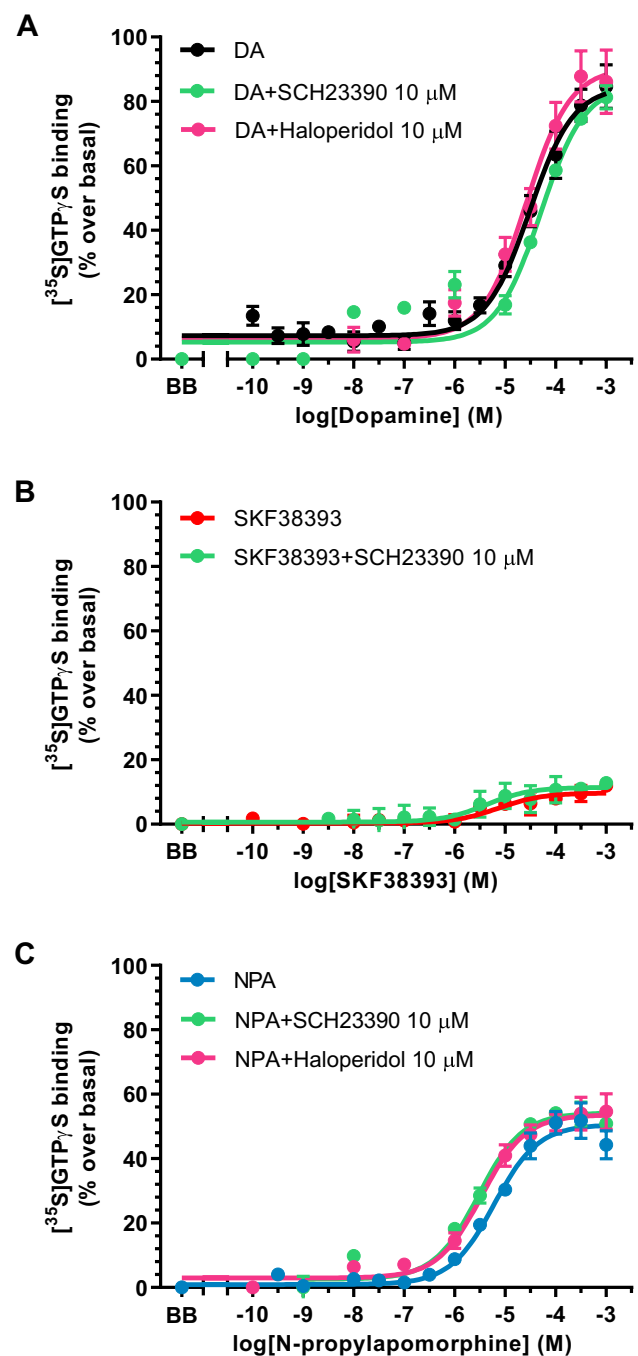 A
100
80
60
40
20
0
[³⁵S]GTPγS binding
(% over basal)
DA
DA+SCH23390 10 μM
DA+Haloperidol 10 μM
BB -10 -9 -8 -7 -6 -5 -4 -3
log[Dopamine] (M)
B
100
80
60
40
20
0
[³⁵S]GTPγS binding
(% over basal)
SKF38393
SKF38393+SCH23390 10 μM
BB -10 -9 -8 -7 -6 -5 -4 -3
log[SKF38393] (M)
C
100
80
60
40
20
0
[³⁵S]GTPγS binding
(% over basal)
NPA
NPA+SCH23390 10 μM
NPA+Haloperidol 10 μM
BB -10 -9 -8 -7 -6 -5 -4 -3
log[N-propylapomorphine] (M)